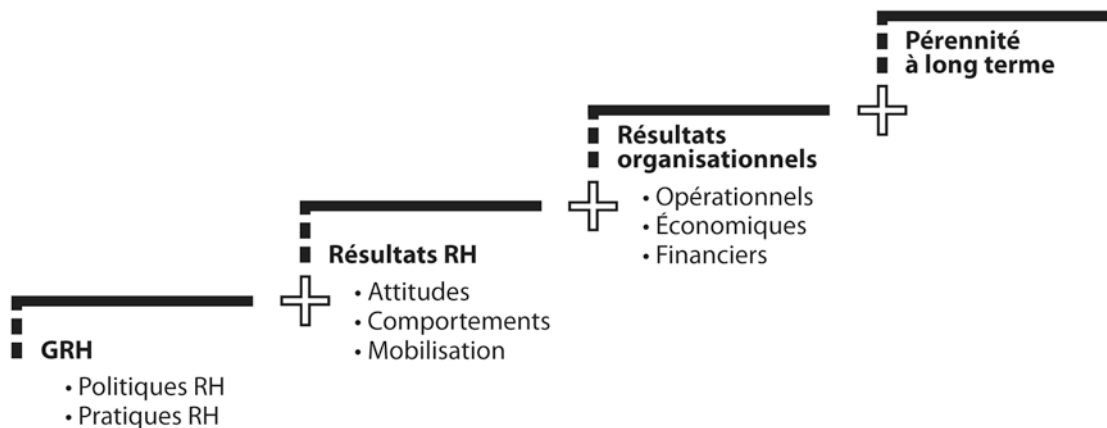 Pérennité
à long terme
Résultats
organisationnels
• Opérationnels
• Économiques
• Financiers
Résultats RH
• Attitudes
• Comportements
• Mobilisation
GRH
• Politiques RH
• Pratiques RH